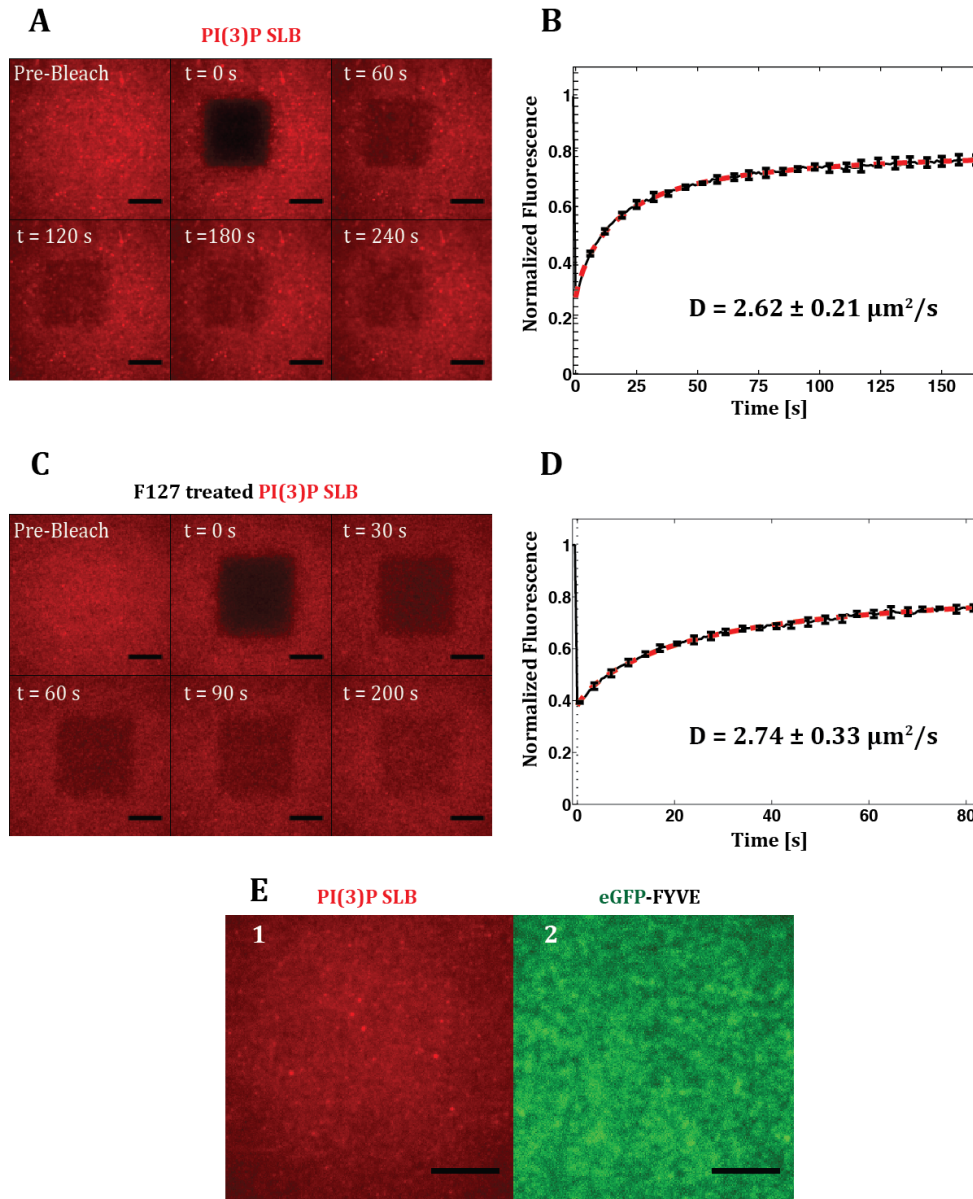 A
PI(3)P SLB
Pre-Bleach
t = 0 s
t = 60 s
t = 120 s
t =180 s
t = 240 s
B
Normalized Fluorescence
1
0.8
0.6
0.4
0.2
0
D = 2.62 ± 0.21 µm²/s
0 25 50 75 100 125 150
Time [s]
C
F127 treated PI(3)P SLB
Pre-Bleach
t = 0 s
t = 30 s
t = 60 s
t = 90 s
t = 200 s
D
Normalized Fluorescence
1
0.8
0.6
0.4
0.2
0
D = 2.74 ± 0.33 µm²/s
0 20 40 60 80
Time [s]
E
PI(3)P SLB
eGFP-FYVE
1
2